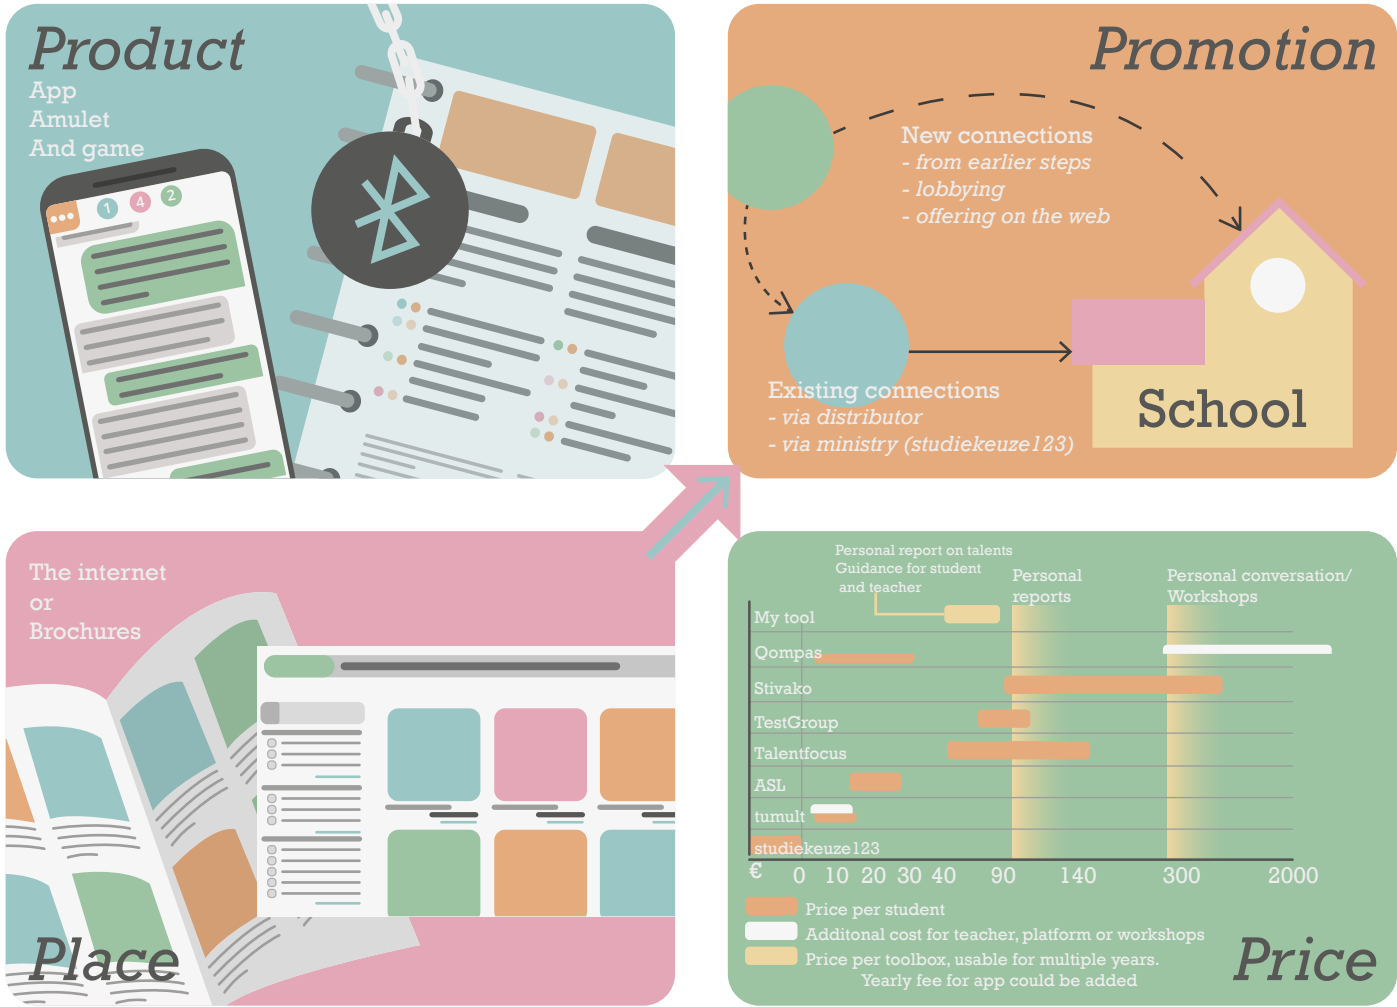 Product
App
Amulet
And game
1 4 2
Promotion
New connections
- from earlier steps
- lobbying
- offering on the web
Existing connections
- via distributor
- via ministry (studiekeuze123)
School
The internet
or
Brochures
Place
Personal report on talents
Guidance for student
and teacher
Personal
reports
Personal conversation/
Workshops
My tool
Qompas
Stivako
TestGroup
Talentfocus
ASL
tumult
studiekeuze123
€ 0 10 20 30 40 90 140 300 2000
Price per student
Additonal cost for teacher, platform or workshops
Price per toolbox, usable for multiple years.
Yearly fee for app could be added
Price